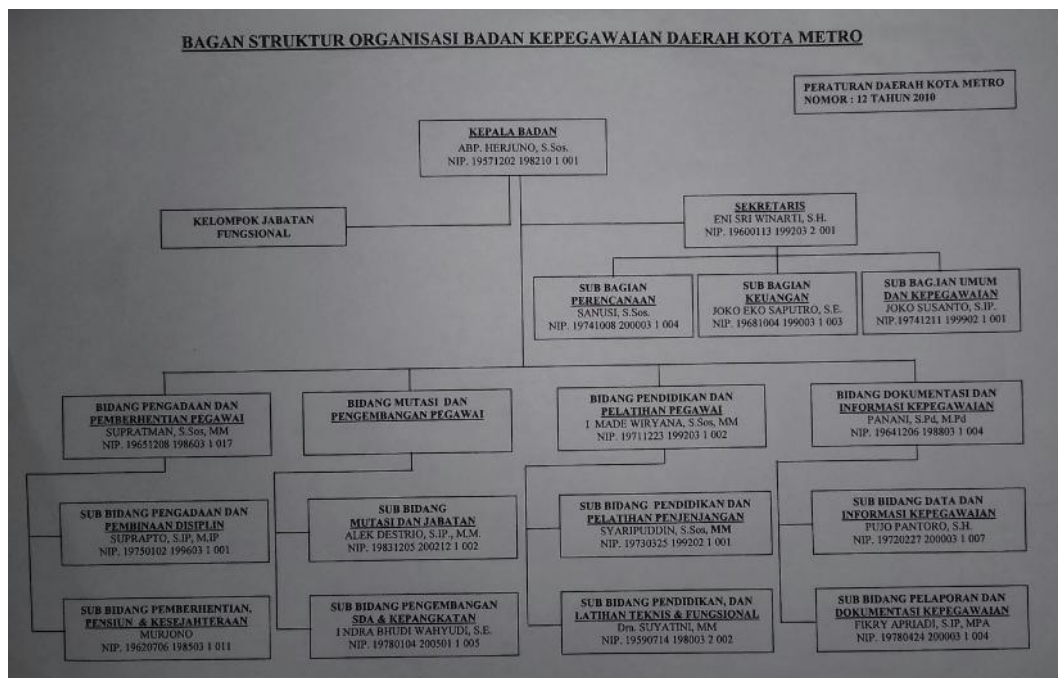 BAGAN STRUKTUR ORGANISASI BADAN KEPEGAWAIAN DAERAH KOTA METRO
PERATURAN DAERAH KOTA METRO
NOMOR : 12 TAHUN 2010
KEPALA BADAN
ABP. HERJUNO, S.Sos.
NIP. 19571202 198210 1 001
KELOMPOK JABATAN
FUNGSIONAL
SEKRETARIS
ENI SRI WINARTI, S.H.
NIP. 19600113 199203 2 001
SUB BAGIAN
PERENCANAAN
SANUSI, S.Sos.
NIP. 19741008 200003 1 004
SUB BAGIAN
KEUANGAN
JOKO EKO SAPUTRO, S.E.
NIP. 19681004 199003 1 003
SUB BAG.IAN UMUM
DAN KEPEGAWAIAN
JOKO SUSANTO, S.IP.
NIP.19741211 199902 1 001
BIDANG PENGADAAN DAN
PEMBERHENTIAN PEGAWAI
SUPRATMAN, S.Sos, MM
NIP. 19651208 198603 1 017
BIDANG MUTASI DAN
PENGEMBANGAN PEGAWAI
BIDANG PENDIDIKAN DAN
PELATIHAN PEGAWAI
I MADE WIRYANA, S.Sos, MM
NIP. 19711223 199203 1 002
BIDANG DOKUMENTASI DAN
INFORMASI KEPEGAWAIAN
PANANI, S.Pd, M.Pd
NIP. 19641206 198803 1 004
SUB BIDANG PENGADAAN DAN
PEMBINAAN DISIPLIN
SUPRAPTO, S.IP, M.IP
NIP. 19750102 199603 1 001
SUB BIDANG
MUTASI DAN JABATAN
ALEK DESTRIO, S.IP., M.M.
NIP. 19831205 200212 1 002
SUB BIDANG PENDIDIKAN DAN
PELATIHAN PENJENJANGAN
SYARIPUDDIN, S.Sos, MM
NIP. 19730325 199202 1 001
SUB BIDANG DATA DAN
INFORMASI KEPEGAWAIAN
PUJO PANTORO, S.H.
NIP. 19720227 200003 1 007
SUB BIDANG PEMBERHENTIAN,
PENSIUN & KESEJAHTERAAN
MURJONO
NIP. 19620706 198503 1 011
SUB BIDANG PENGEMBANGAN
SDA & KEPANGKATAN
I NDRA BHUDI WAHYUDI, S.E.
NIP. 19780104 200501 1 005
SUB BIDANG PENDIDIKAN, DAN
LATIHAN TEKNIS & FUNGSIONAL
Dra. SUYATINI, MM
NIP. 19590714 198003 2 002
SUB BIDANG PELAPORAN DAN
DOKUMENTASI KEPEGAWAIAN
FIKRY APRIADI, S.IP, MPA
NIP. 19780424 200003 1 004